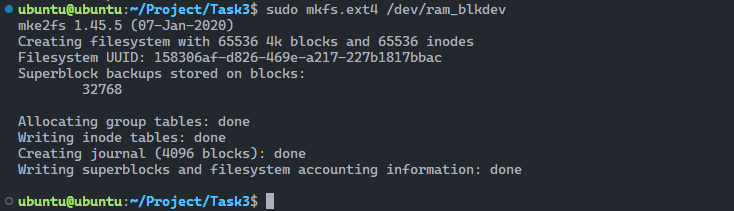 ubuntu@ubuntu:~/Project/Task3$ sudo mkfs.ext4 /dev/ram_blkdev
mke2fs 1.45.5 (07-Jan-2020)
Creating filesystem with 65536 4k blocks and 65536 inodes
Filesystem UUID: 158306af-d826-469e-a217-227b1817bbac
Superblock backups stored on blocks:
        32768

Allocating group tables: done
Writing inode tables: done
Creating journal (4096 blocks): done
Writing superblocks and filesystem accounting information: done

ubuntu@ubuntu:~/Project/Task3$